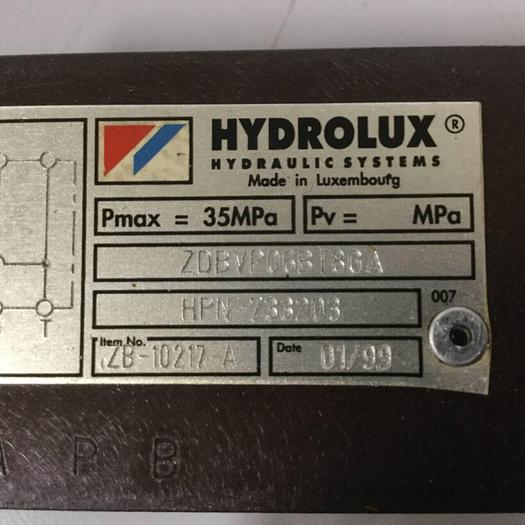 HYDROLUX ®
HYDRAULIC SYSTEMS
Made in Luxembourg
Pmax = 35MPa
Pv = MPa
ZDBVP06B18GA
HPN-733203
007
Item No.
ZB-10217-A
Date
01/99
T
A P B